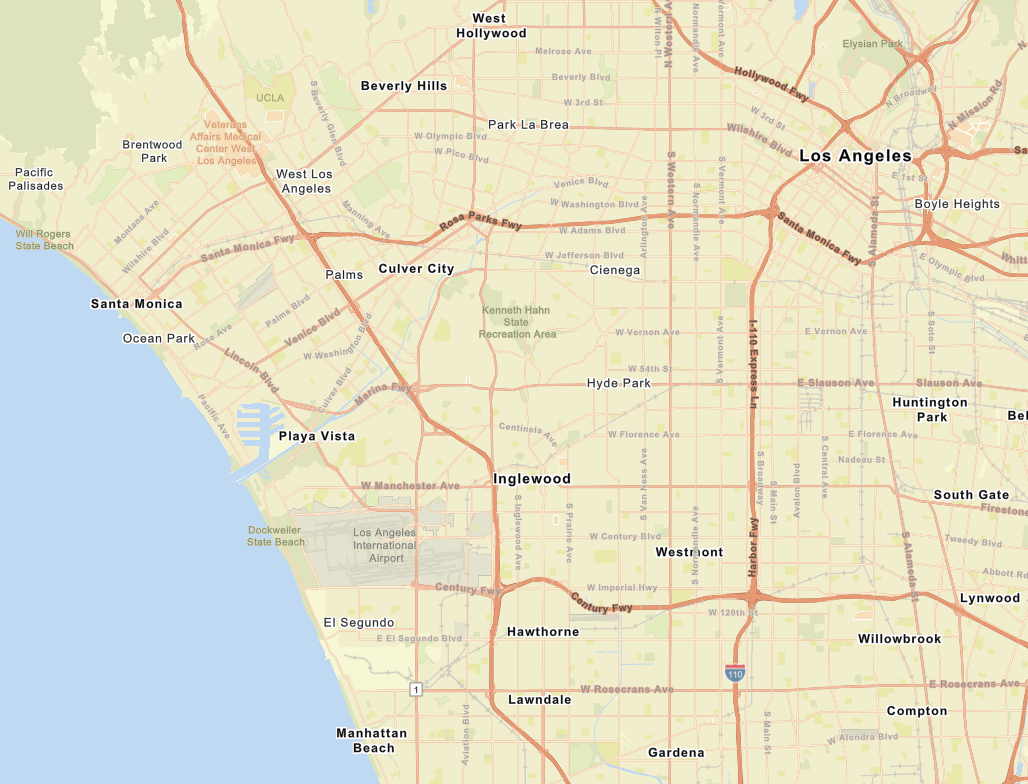 West
Hollywood
N Wilton Pl
N Western Ave
Normandie Ave
N Vermont Ave
Elysian Park
Melrose Ave
Beverly Blvd
Hollywood Fwy
Beverly Hills
N Broadway
N Mission Rd
UCLA
S Beverly Glen Blvd
W 3rd St
W 3rd St
Park La Brea
Wilshire Blvd
Veterans
Affairs Medical
Center West
Los Angeles
W Olympic Blvd
W Pico Blvd
Brentwood
Park
Los Angeles
Pacific
Palisades
West Los
Angeles
S Western Ave
S Vermont Ave
E 1st St
Venice Blvd
W Washington Blvd
Arlington Ave
S Normandie Ave
Boyle Heights
Montana Ave
Manning Ave
Rosa Parks Fwy
W Adams Blvd
Santa Monica Fwy
S Alameda St
Will Rogers
State Beach
Wilshire Blvd
Santa Monica Fwy
W Jefferson Blvd
Whitt
Palms
Culver City
Cienega
E Olympic Blvd
Santa Monica
Palms Blvd
Kenneth Hahn
State
Recreation Area
Ocean Park
Rose Ave
Venice Blvd
W Washington Blvd
W Vernon Ave
S Vermont Ave
I-110 Express Ln
E Vernon Ave
S Soto St
Lincoln Blvd
Culver Blvd
Marina Fwy
W 54th St
Hyde Park
E Slauson Ave
Slauson Ave
Pacific Ave
Huntington
Park
Bel
Playa Vista
Centinela Ave
W Florence Ave
E Florence Ave
Nadeau St
Inglewood
W Manchester Ave
S Van Ness Ave
S Broadway
S Main St
Avalon Blvd
S Central Ave
South Gate
Firestone
S Inglewood Ave
S Prairie Ave
Dockweiler
State Beach
Los Angeles
International
Airport
W Century Blvd
Westmont
S Normandie Ave
Harbor Fwy
S Alameda St
Tweedy Blvd
Abbott Rd
Century Fwy
Century Fwy
W Imperial Hwy
W 120th St
Lynwood
El Segundo
E El Segundo Blvd
Hawthorne
Willowbrook
110
1
Lawndale
W Rosecrans Ave
E Rosecrans Ave
Aviation Blvd
S Main St
Compton
Manhattan
Beach
Gardena
W Alondra Blvd